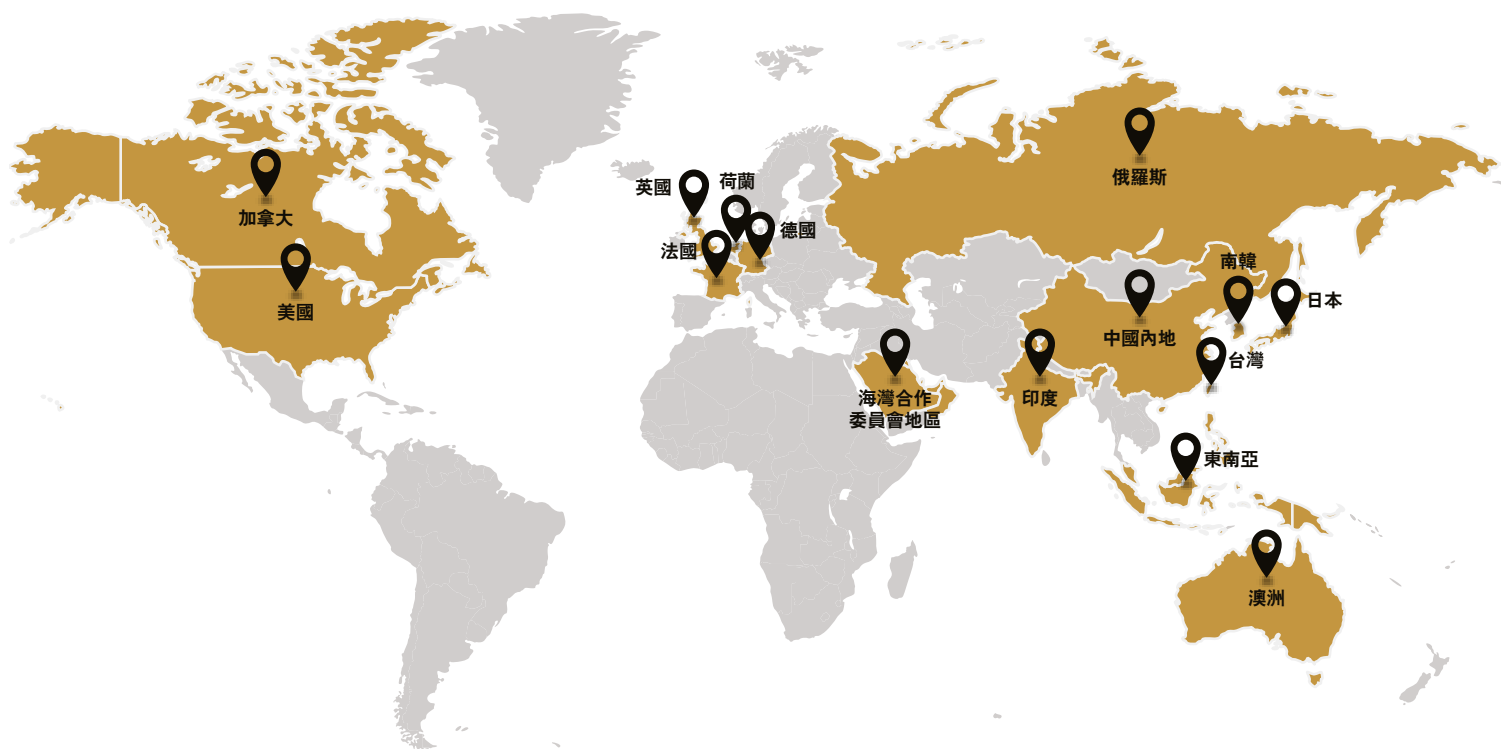 俄羅斯
荷蘭
英國
加拿大
德國
法國
南韓
日本
美國
中國內地
台灣
海灣合作
委員會地區
印度
東南亞
澳洲